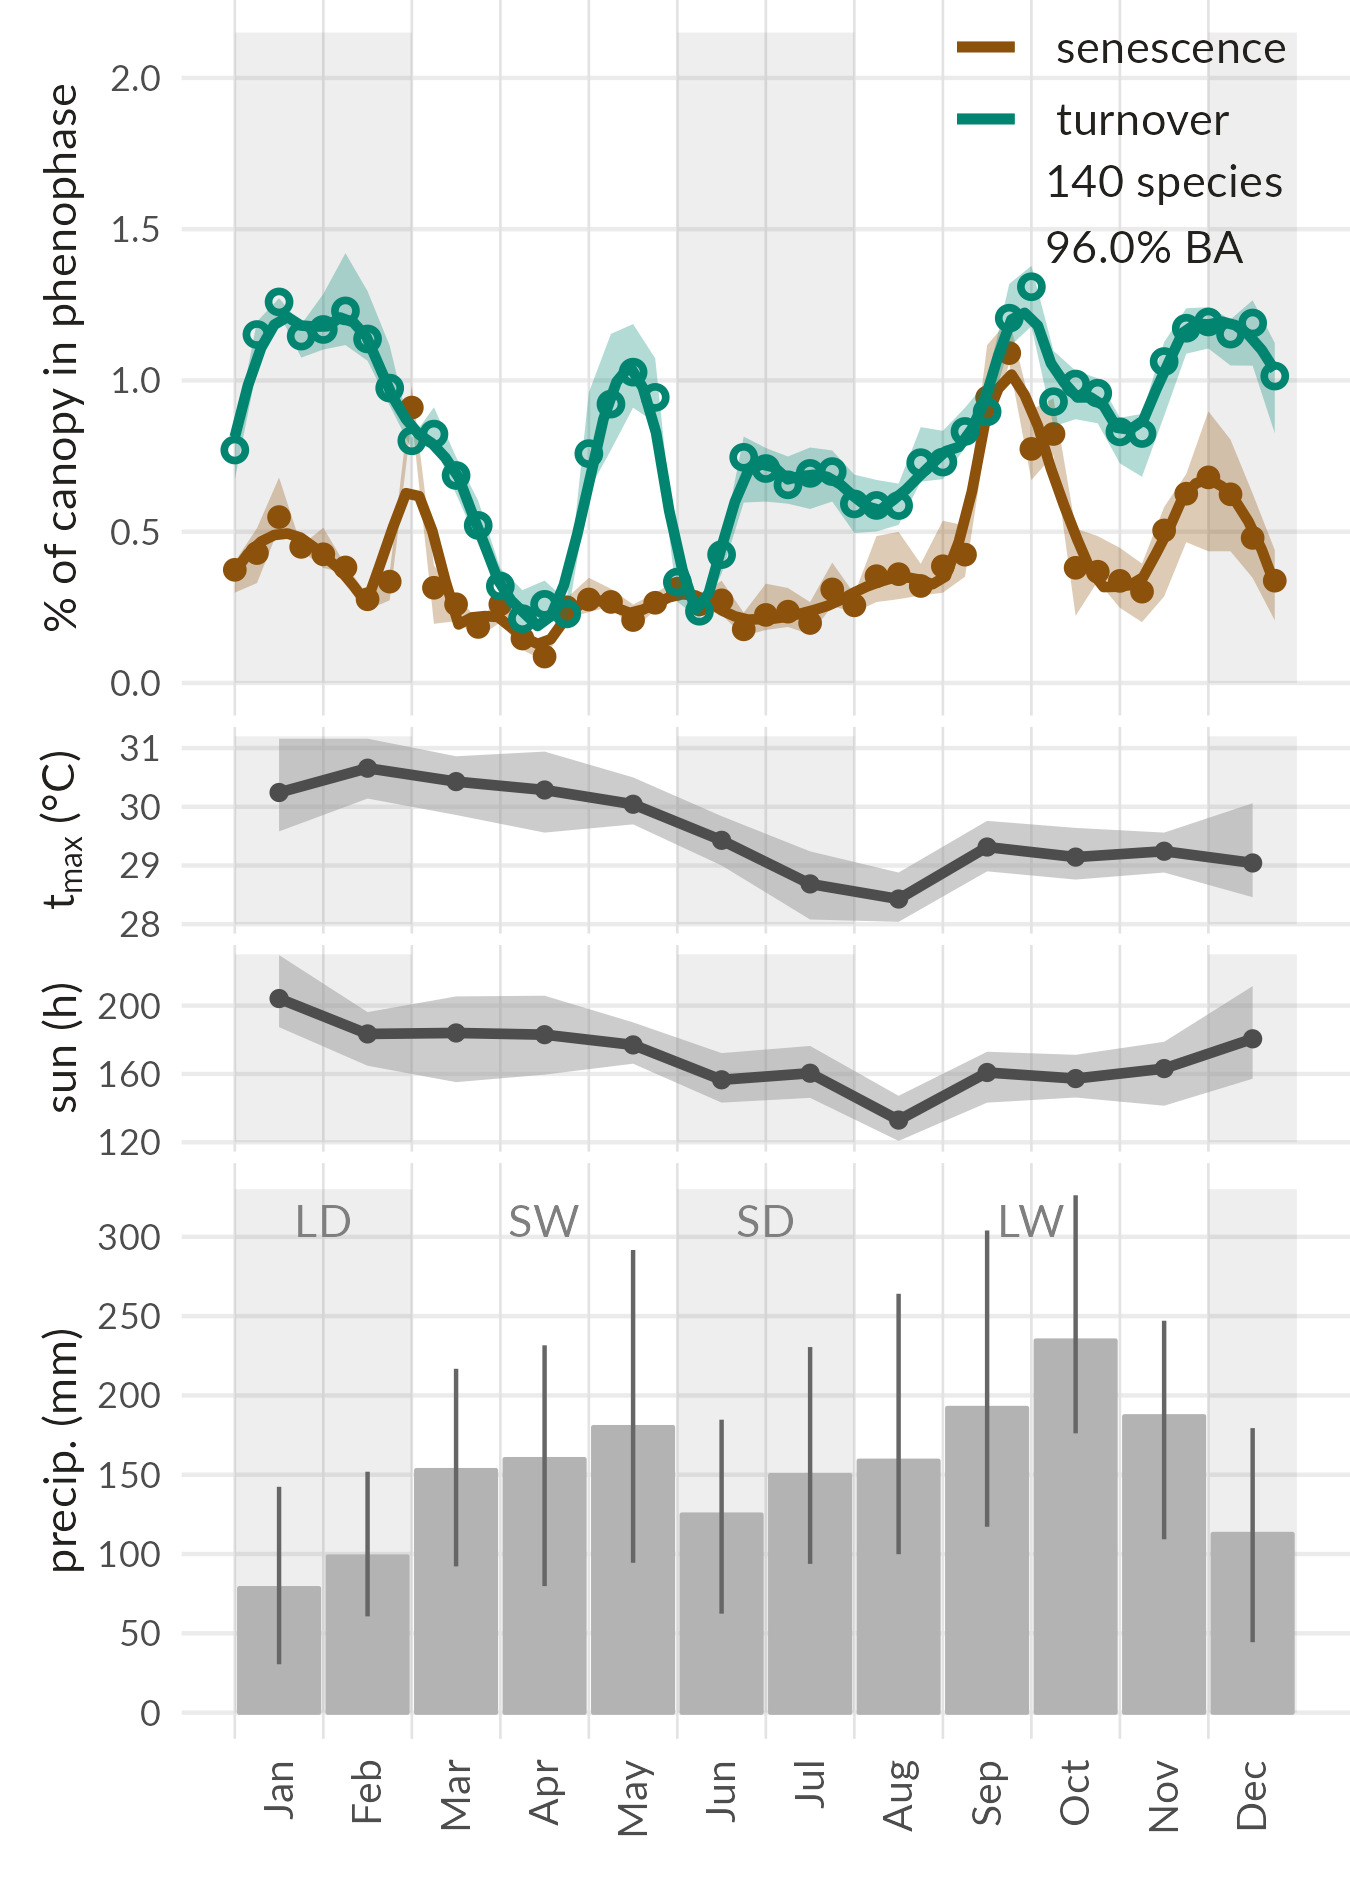 senescence
turnover
140 species
96.0% BA
% of canopy in phenophase
2.0
1.5
1.0
0.5
0.0
tmax (°C)
31
30
29
28
sun (h)
200
160
120
precip. (mm)
LD SW SD LW
300
250
200
150
100
50
0
Jan Feb Mar Apr May Jun Jul Aug Sep Oct Nov Dec